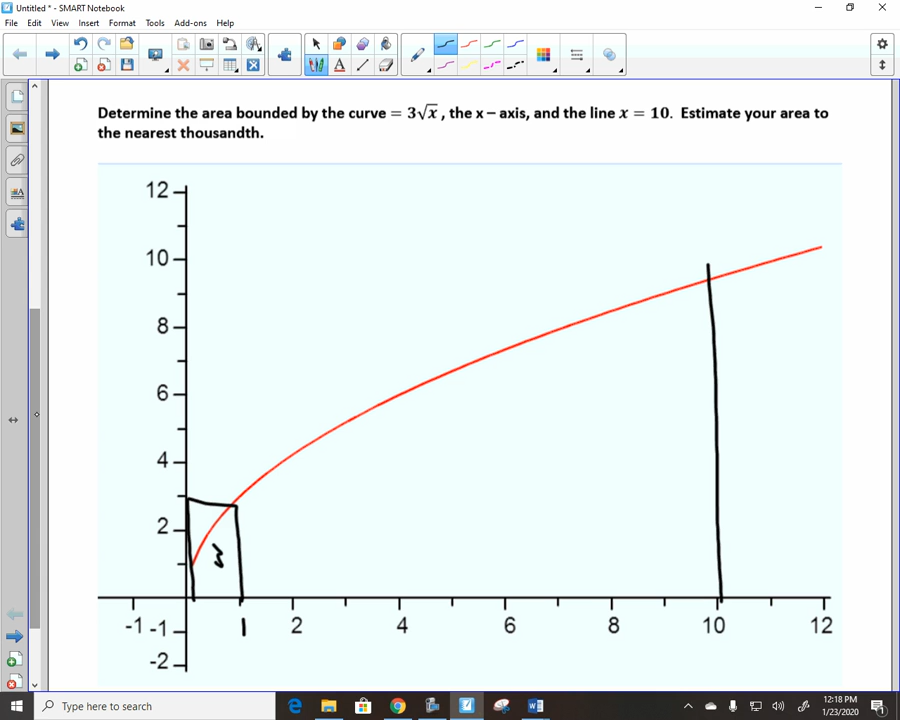 Untitled * - SMART Notebook
File Edit View Insert Format Tools Add-ons Help
Determine the area bounded by the curve = 3√x , the x – axis, and the line x = 10. Estimate your area to
the nearest thousandth.
12
10
8
6
4
2
3
-1 -1 1 2 4 6 8 10 12
-2
Type here to search
12:18 PM
1/23/2020
1